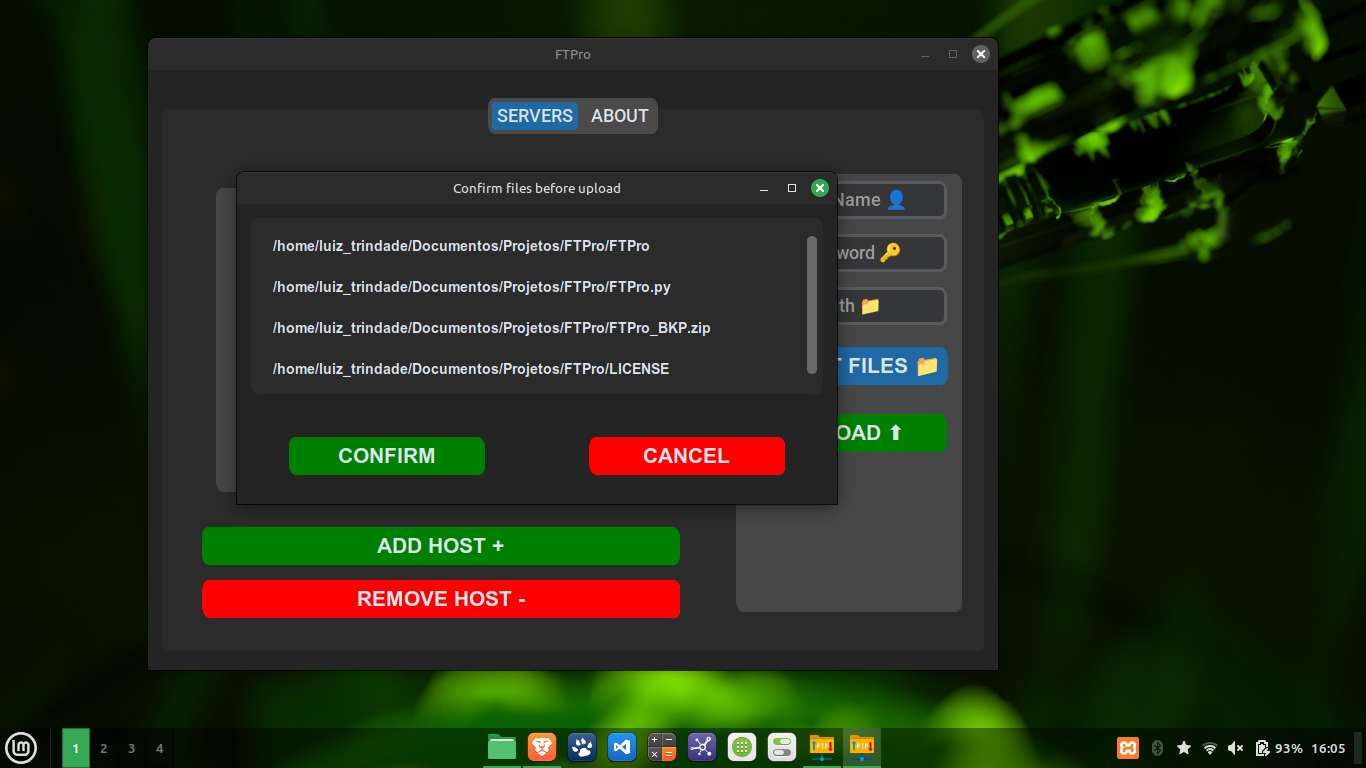 FTPro
SERVERS ABOUT
Name
word
th
Confirm files before upload
/home/luiz_trindade/Documentos/Projetos/FTPro/FTPro
/home/luiz_trindade/Documentos/Projetos/FTPro/FTPro.py
/home/luiz_trindade/Documentos/Projetos/FTPro/FTPro_BKP.zip
/home/luiz_trindade/Documentos/Projetos/FTPro/LICENSE
CONFIRM CANCEL
FILES
OAD ⬆
ADD HOST +
REMOVE HOST -
1 2 3 4
FTP
FTP
93% 16:05